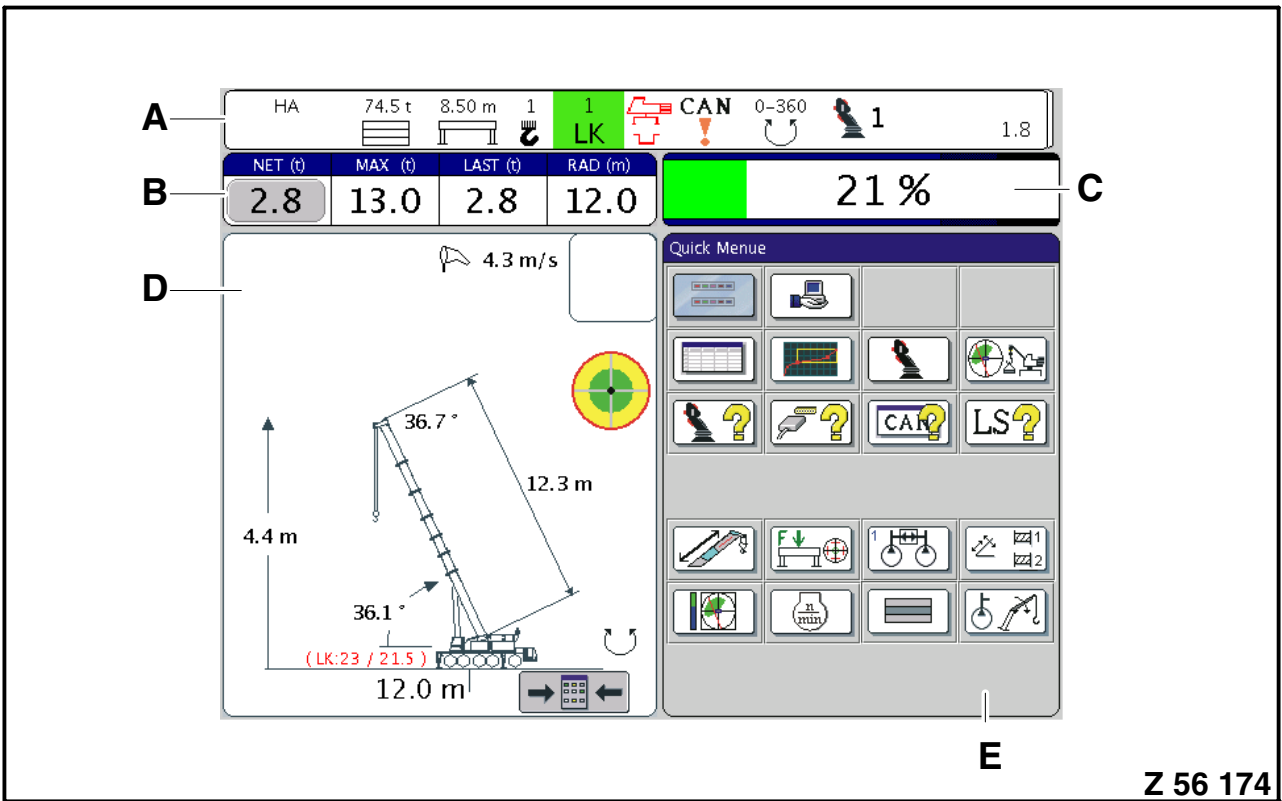 HA 74.5 t 8.50 m 1 1 CAN 0-360
LK 1 1.8
A
NET (t) MAX (t) LAST (t) RAD (m)
2.8 13.0 2.8 12.0
B
21 %
C
D
4.3 m/s
36.7 °
12.3 m
4.4 m
36.1 °
( LK:23 / 21.5 )
12.0 m
Quick Menue
CAN
LS
F
1
1
2
n
min
E
Z 56 174